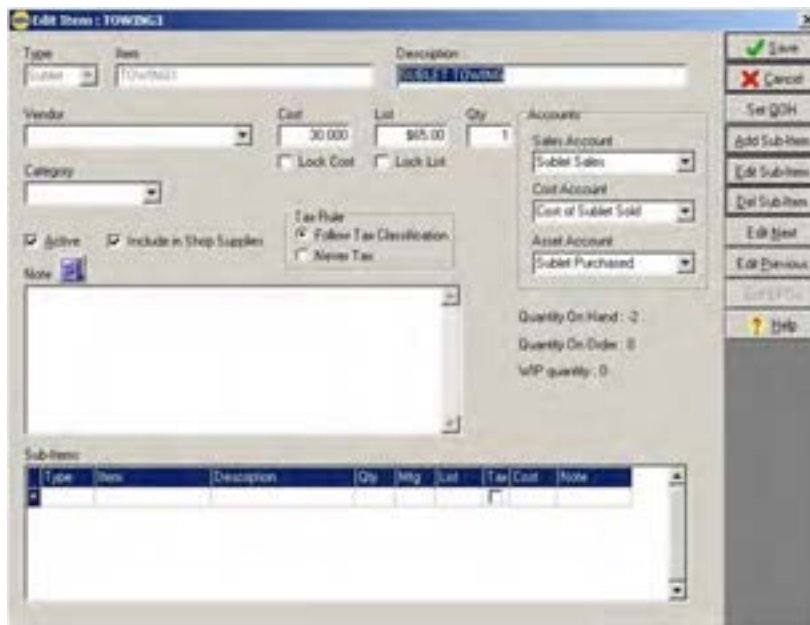 Edit Item : TOWING1
Type Item Description
Sublet TOWING1 SUBLET TOWING
Vendor Cost List Qty Accounts
30.000 $65.00 1
Lock Cost Lock List
Sales Account
Sublet Sales
Category
Cost Account
Cost of Sublet Sold
Tax Rule
Follow Tax Classification
Never Tax
Active Include in Shop Supplies
Asset Account
Sublet Purchased
Note
Quantity On Hand : -2
Quantity On Order : 0
WIP quantity : 0
Sub-Items
Type Item Description Qty Mfg List Tax Cost Note
Save
Cancel
Set QOH
Add Sub-Item
Edit Sub-Item
Del Sub-Item
Edit Next
Edit Previous
Help